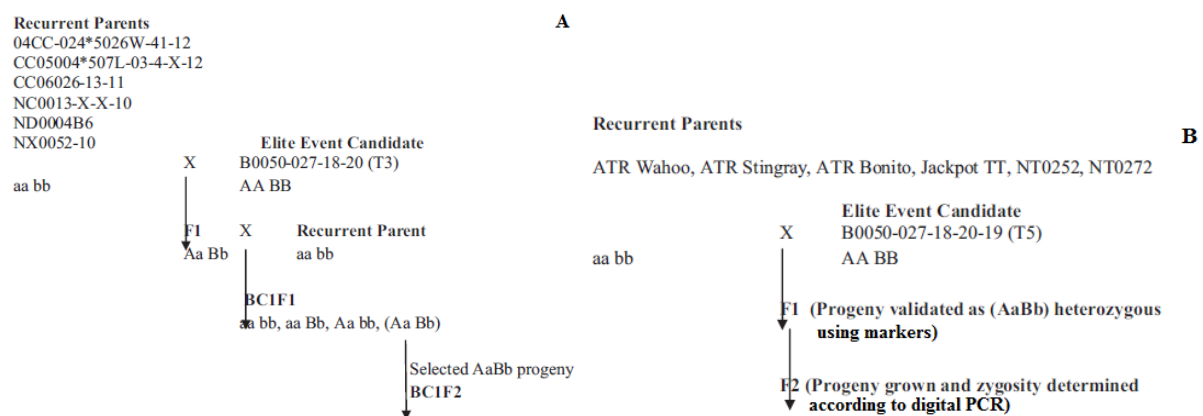 Recurrent Parents
A
04CC-024*5026W-41-12
CC05004*507L-03-4-X-12
CC06026-13-11
NC0013-X-X-10
ND0004B6
NX0052-10
Elite Event Candidate
X B0050-027-18-20 (T3)
aa bb AA BB
F1 X Recurrent Parent
Aa Bb aa bb
BC1F1
aa bb, aa Bb, Aa bb, (Aa Bb)
Selected AaBb progeny
BC1F2
B
Recurrent Parents
ATR Wahoo, ATR Stingray, ATR Bonito, Jackpot TT, NT0252, NT0272
Elite Event Candidate
X B0050-027-18-20-19 (T5)
aa bb AA BB
F1 (Progeny validated as (AaBb) heterozygous
using markers)
F2 (Progeny grown and zygosity determined
according to digital PCR)